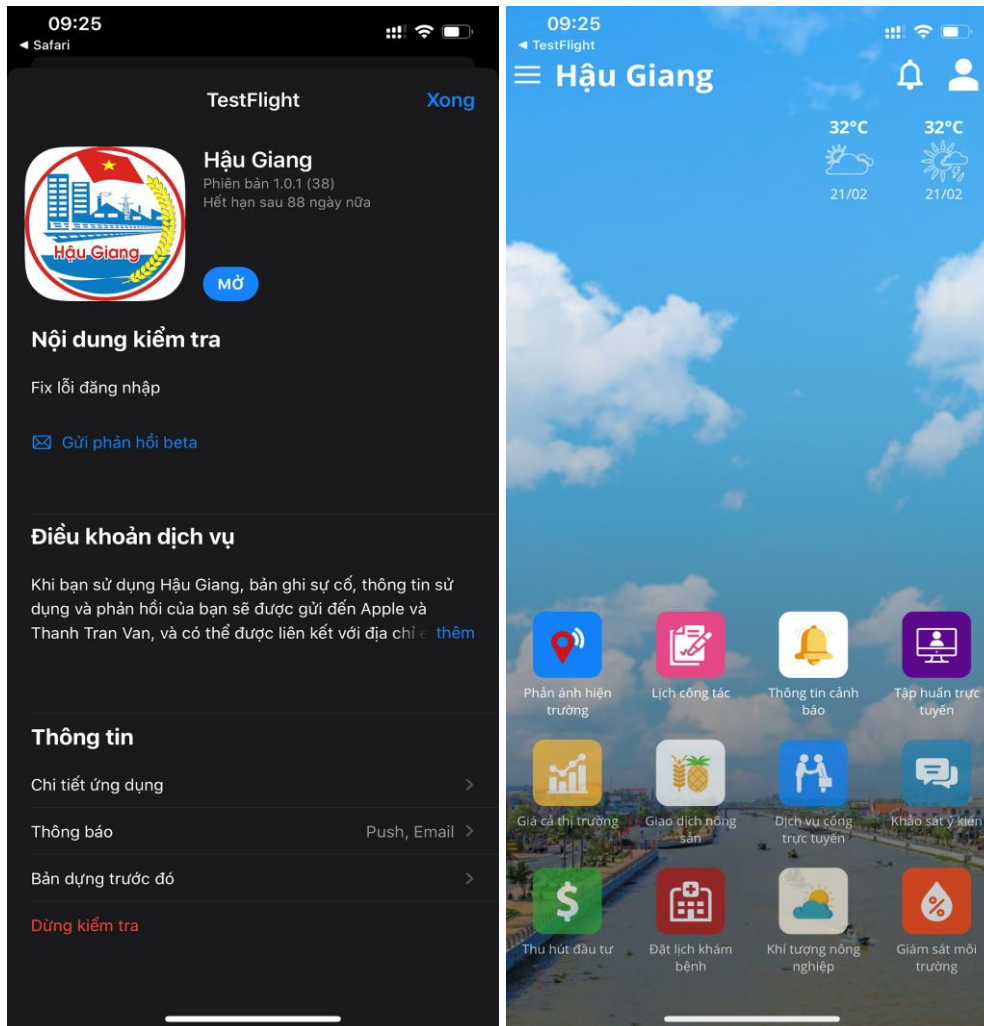 09:25
◄ Safari
TestFlight
Xong
Hậu Giang
Hậu Giang
Phiên bản 1.0.1 (38)
Hết hạn sau 88 ngày nữa
MỞ
Nội dung kiểm tra
Fix lỗi đăng nhập
Gửi phản hồi beta
Điều khoản dịch vụ
Khi bạn sử dụng Hậu Giang, bản ghi sự cố, thông tin sử
dụng và phản hồi của bạn sẽ được gửi đến Apple và
Thanh Tran Van, và có thể được liên kết với địa chỉ e thêm
Thông tin
Chi tiết ứng dụng
Thông báo Push, Email
Bản dựng trước đó
Dừng kiểm tra
09:25
◄ TestFlight
Hậu Giang
32°C 32°C
21/02 21/02
Phản ánh hiện
trường
Lịch công tác
Thông tin cảnh
báo
Tập huấn trực
tuyến
Giá cả thị trường
Giao dịch nông
sản
Dịch vụ công
trực tuyến
Khảo sát ý kiến
Thu hút đầu tư
Đặt lịch khám
bệnh
Khí tượng nông
nghiệp
Giám sát môi
trường